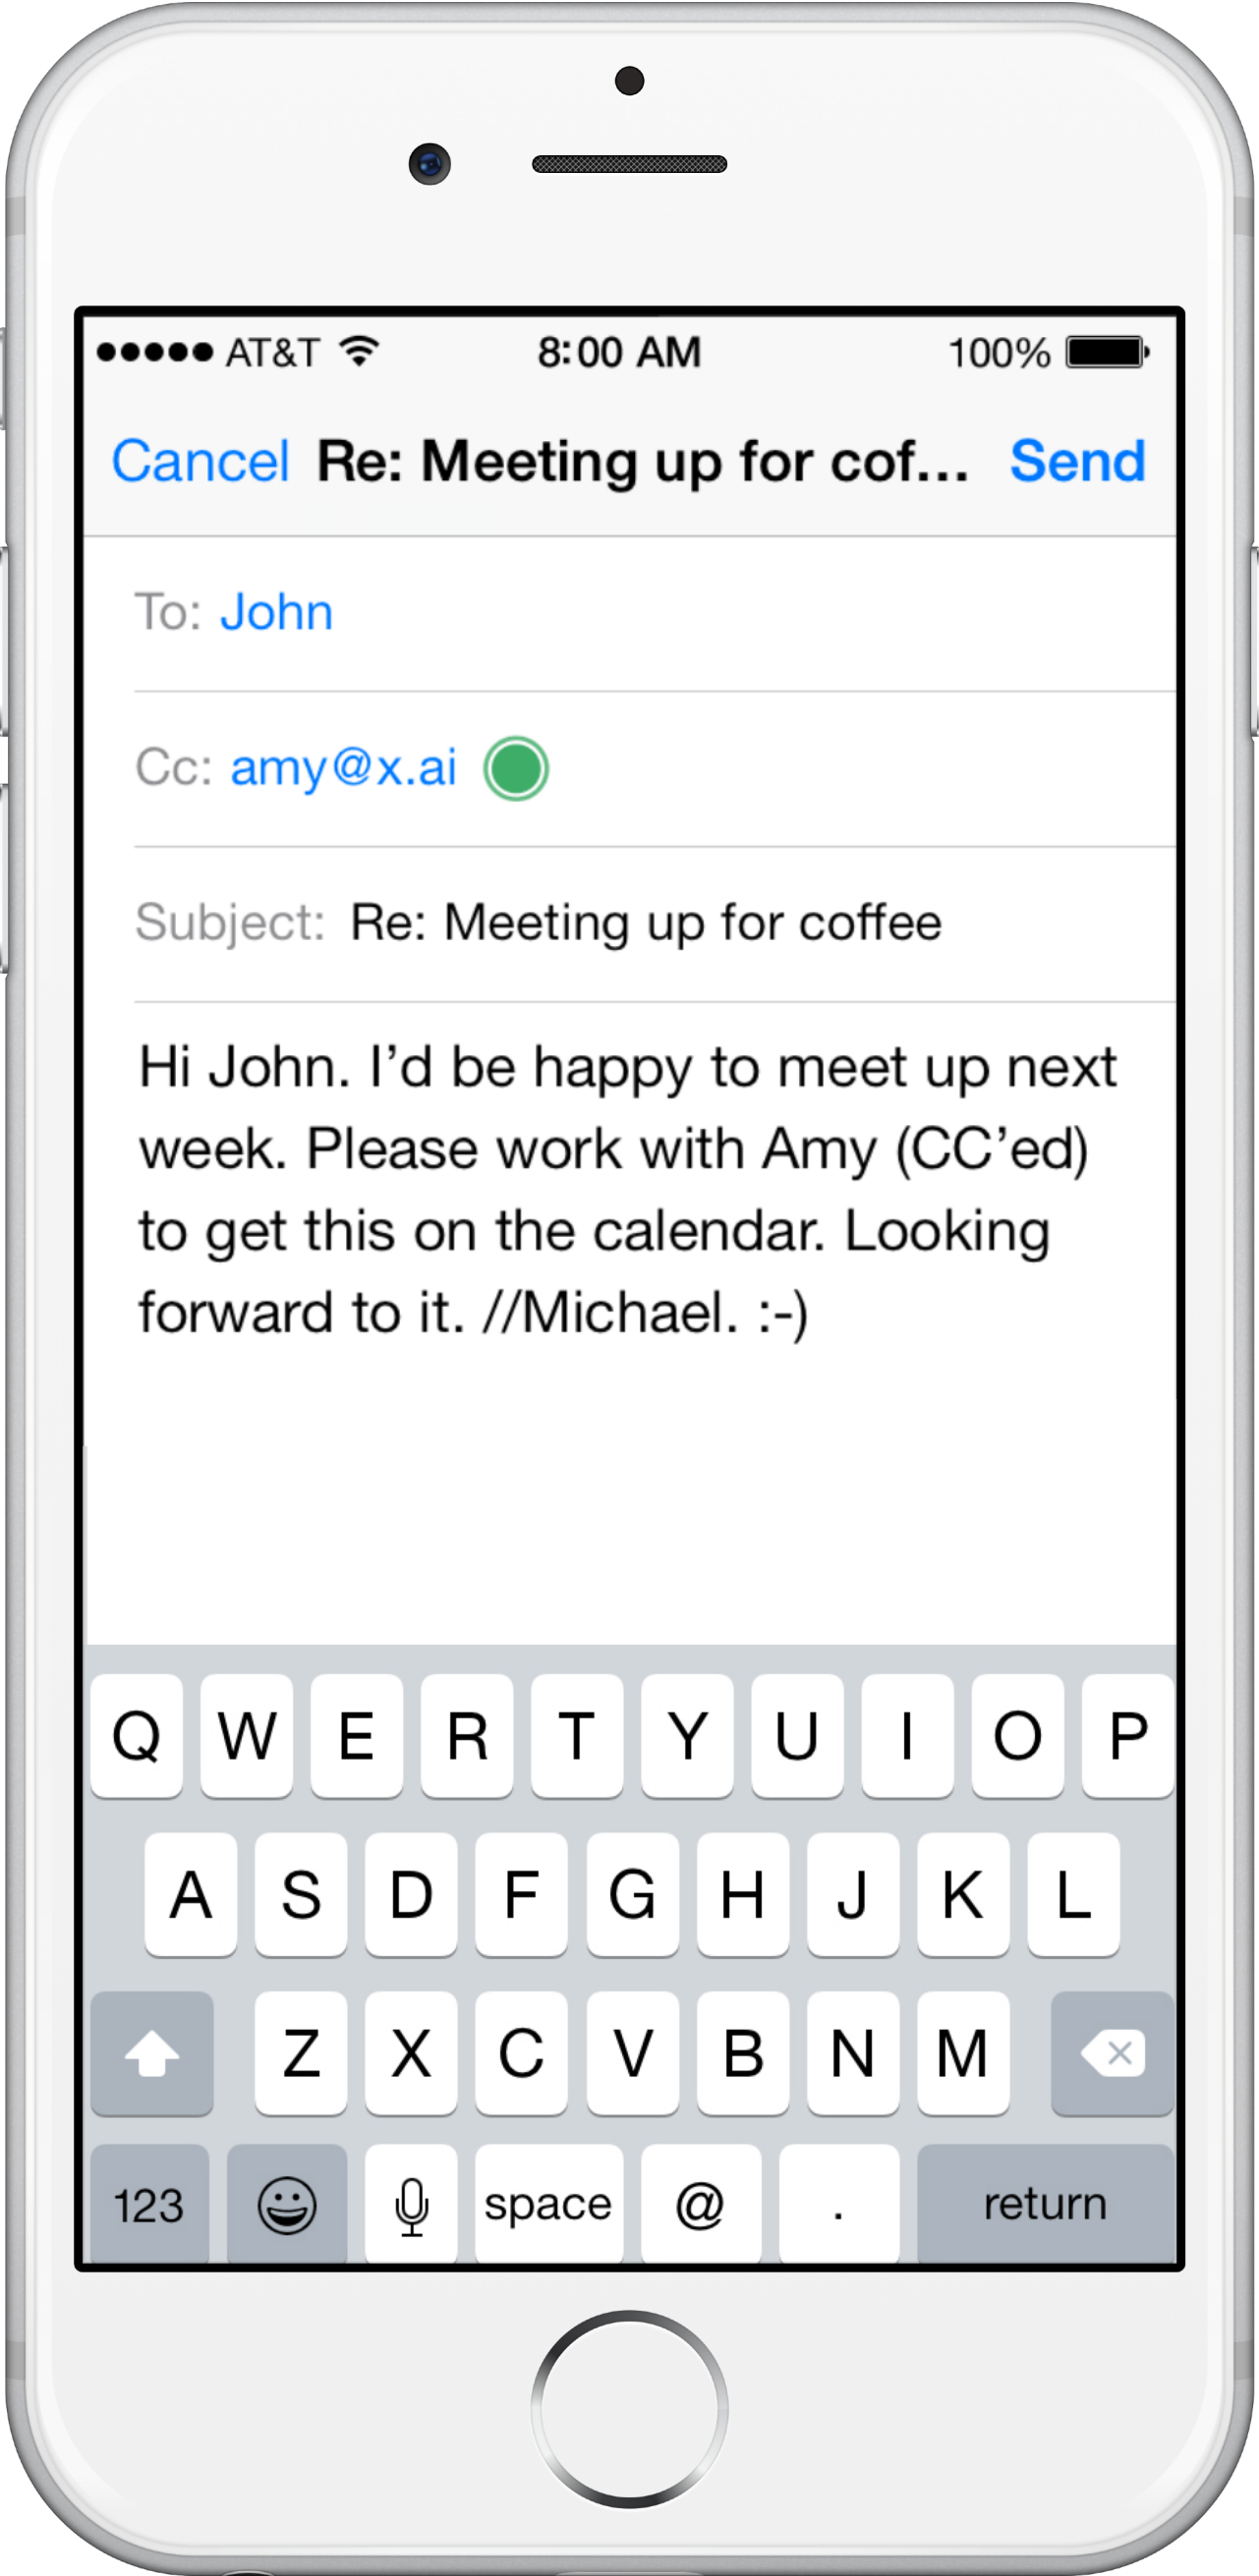 AT&T 8:00 AM 100%
Cancel Re: Meeting up for cof... Send
To: John
Cc: amy@x.ai
Subject: Re: Meeting up for coffee
Hi John. I’d be happy to meet up next
week. Please work with Amy (CC’ed)
to get this on the calendar. Looking
forward to it. //Michael. :-)
Q W E R T Y U I O P
A S D F G H J K L
Z X C V B N M
123 space @ . return